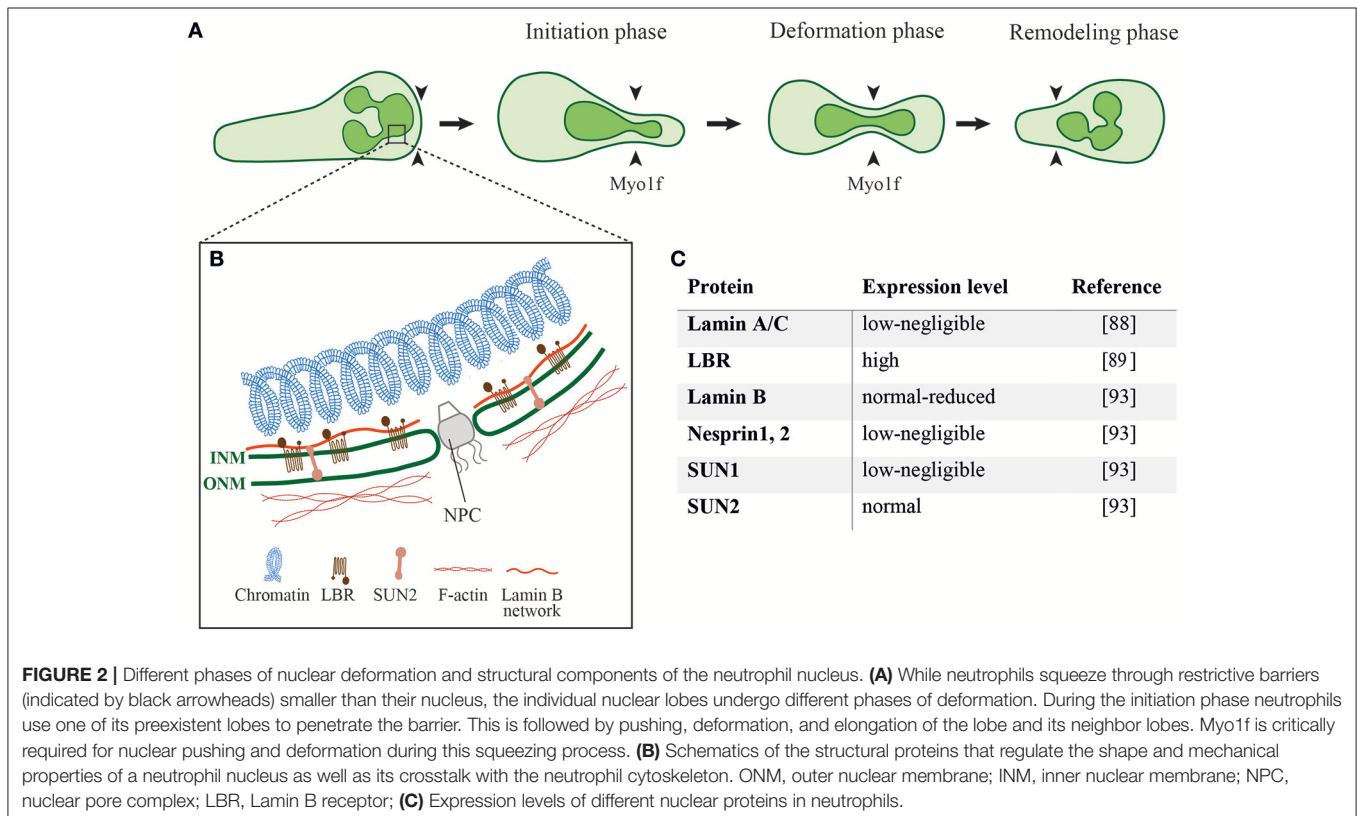 A
Initiation phase
Deformation phase
Remodeling phase
Myo1f
Myo1f
B
INM
ONM
NPC
Chromatin
LBR
SUN2
F-actin
Lamin B
network
C
Protein Expression level Reference
Lamin A/C low-negligible [88]
LBR high [89]
Lamin B normal-reduced [93]
Nesprin1, 2 low-negligible [93]
SUN1 low-negligible [93]
SUN2 normal [93]
FIGURE 2 | Different phases of nuclear deformation and structural components of the neutrophil nucleus. (A) While neutrophils squeeze through restrictive barriers
(indicated by black arrowheads) smaller than their nucleus, the individual nuclear lobes undergo different phases of deformation. During the initiation phase neutrophils
use one of its preexistent lobes to penetrate the barrier. This is followed by pushing, deformation, and elongation of the lobe and its neighbor lobes. Myo1f is critically
required for nuclear pushing and deformation during this squeezing process. (B) Schematics of the structural proteins that regulate the shape and mechanical
properties of a neutrophil nucleus as well as its crosstalk with the neutrophil cytoskeleton. ONM, outer nuclear membrane; INM, inner nuclear membrane; NPC,
nuclear pore complex; LBR, Lamin B receptor; (C) Expression levels of different nuclear proteins in neutrophils.